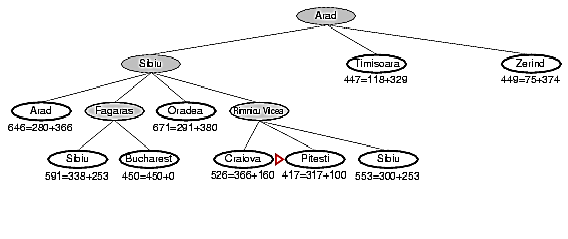 Arad
Sibiu
Timisoara
Zerind
447=118+329
449=75+374
Arad
Fagaras
Oradea
Rimnicu Vilcea
646=280+366
671=291+380
Sibiu
Bucharest
Craiova
Pitesti
Sibiu
591=338+253
450=450+0
526=366+160
417=317+100
553=300+253